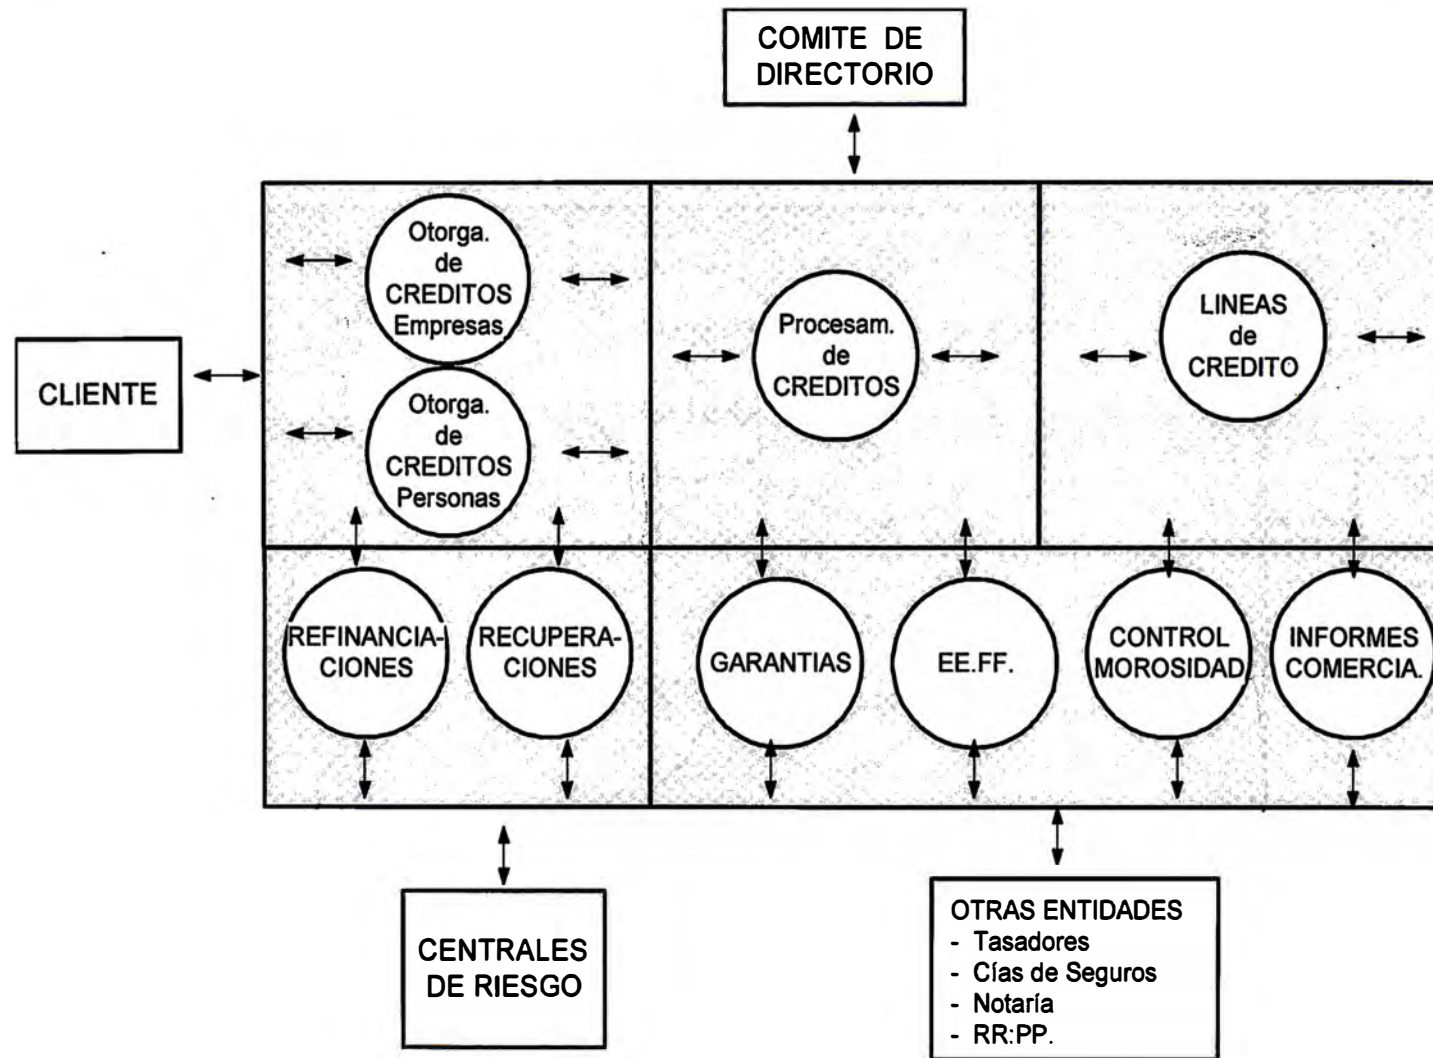 COMITE DE
DIRECTORIO
Otorga.
de
CREDITOS
Empresas
Procesam.
de
CREDITOS
LINEAS
de
CREDITO
CLIENTE
Otorga.
de
CREDITOS
Personas
REFINANCIA-
CIONES
RECUPERA-
CIONES
GARANTIAS
EE.FF.
CONTROL
MOROSIDAD
INFORMES
COMERCIA.
CENTRALES
DE RIESGO
OTRAS ENTIDADES
- Tasadores
- Cías de Seguros
- Notaría
- RR:PP.